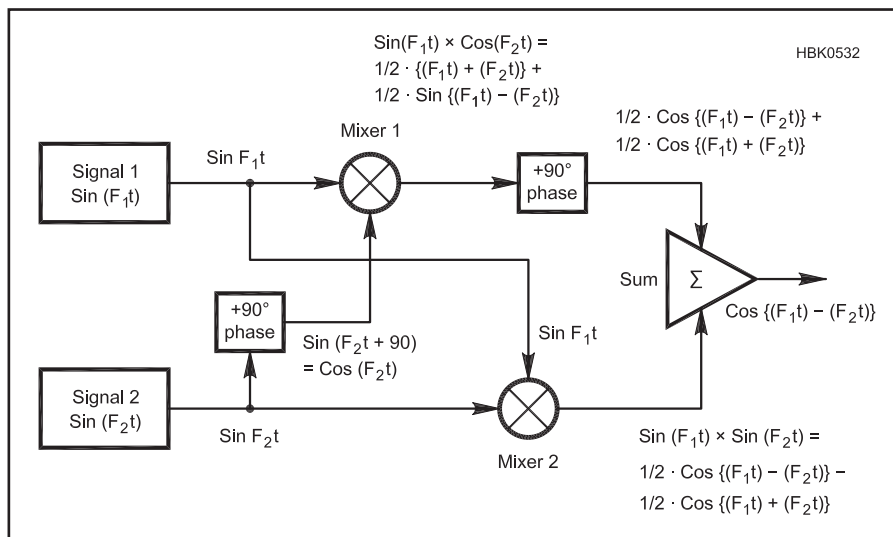 Sin(F₁t) × Cos(F₂t) =
1/2 · {(F₁t) + (F₂t)} +
1/2 · Sin {(F₁t) − (F₂t)}
HBK0532
Mixer 1
1/2 · Cos {(F₁t) − (F₂t)} +
1/2 · Cos {(F₁t) + (F₂t)}
Signal 1
Sin (F₁t)
Sin F₁t
+90°
phase
Sum
Σ
Cos {(F₁t) − (F₂t)}
+90°
phase
Sin (F₂t + 90)
= Cos (F₂t)
Sin F₁t
Signal 2
Sin (F₂t)
Sin F₂t
Mixer 2
Sin (F₁t) × Sin (F₂t) =
1/2 · Cos {(F₁t) − (F₂t)} −
1/2 · Cos {(F₁t) + (F₂t)}